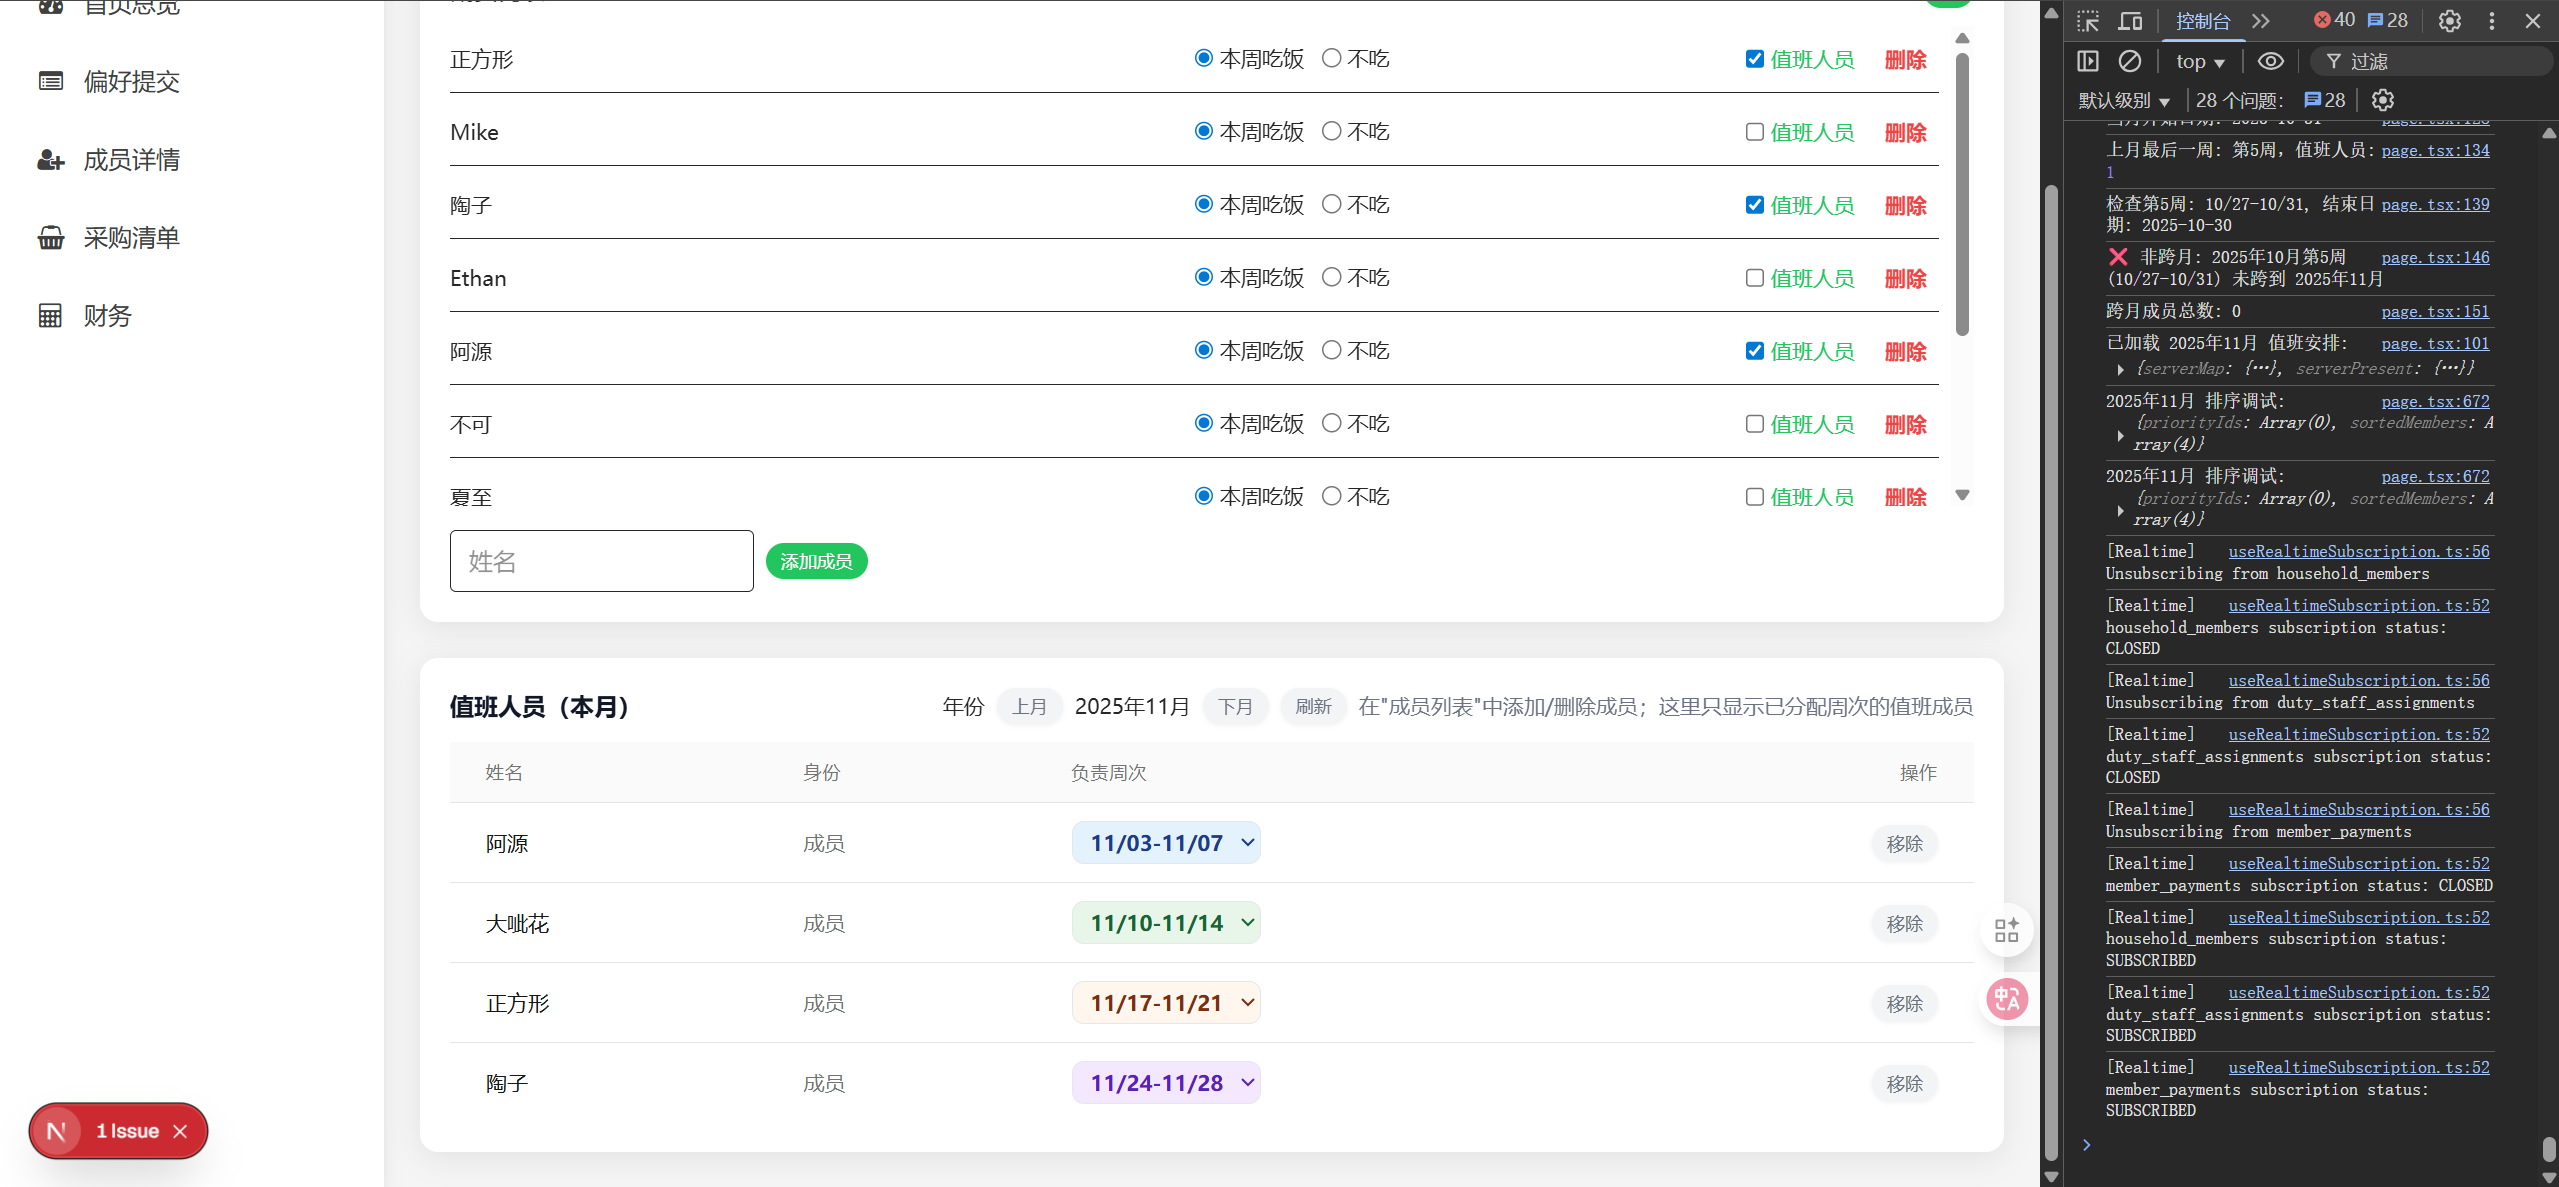 首页总览
偏好提交
成员详情
采购清单
财务
1 Issue
正方形 本周吃饭 不吃 值班人员 删除
Mike 本周吃饭 不吃 值班人员 删除
陶子 本周吃饭 不吃 值班人员 删除
Ethan 本周吃饭 不吃 值班人员 删除
阿源 本周吃饭 不吃 值班人员 删除
不可 本周吃饭 不吃 值班人员 删除
夏至 本周吃饭 不吃 值班人员 删除
姓名 添加成员
值班人员（本月） 年份 上月 2025年11月 下月 刷新 在"成员列表"中添加/删除成员；这里只显示已分配周次的值班成员
姓名 身份 负责周次 操作
阿源 成员 11/03-11/07 移除
大呲花 成员 11/10-11/14 移除
正方形 成员 11/17-11/21 移除
陶子 成员 11/24-11/28 移除
控制台 40 28
top 过滤
默认级别 28 个问题： 28
当月开始日期: 2025-10-31 page.tsx:128
上月最后一周: 第5周，值班人员: page.tsx:134
1
检查第5周: 10/27-10/31, 结束日 page.tsx:139
期: 2025-10-30
❌ 非跨月: 2025年10月第5周 page.tsx:146
(10/27-10/31) 未跨到 2025年11月
跨月成员总数: 0 page.tsx:151
已加载 2025年11月 值班安排: page.tsx:101
{serverMap: {…}, serverPresent: {…}}
2025年11月 排序调试: page.tsx:672
{priorityIds: Array(0), sortedMembers: A
rray(4)}
2025年11月 排序调试: page.tsx:672
{priorityIds: Array(0), sortedMembers: A
rray(4)}
[Realtime] useRealtimeSubscription.ts:56
Unsubscribing from household_members
[Realtime] useRealtimeSubscription.ts:52
household_members subscription status:
CLOSED
[Realtime] useRealtimeSubscription.ts:56
Unsubscribing from duty_staff_assignments
[Realtime] useRealtimeSubscription.ts:52
duty_staff_assignments subscription status:
CLOSED
[Realtime] useRealtimeSubscription.ts:56
Unsubscribing from member_payments
[Realtime] useRealtimeSubscription.ts:52
member_payments subscription status: CLOSED
[Realtime] useRealtimeSubscription.ts:52
household_members subscription status:
SUBSCRIBED
[Realtime] useRealtimeSubscription.ts:52
duty_staff_assignments subscription status:
SUBSCRIBED
[Realtime] useRealtimeSubscription.ts:52
member_payments subscription status:
SUBSCRIBED